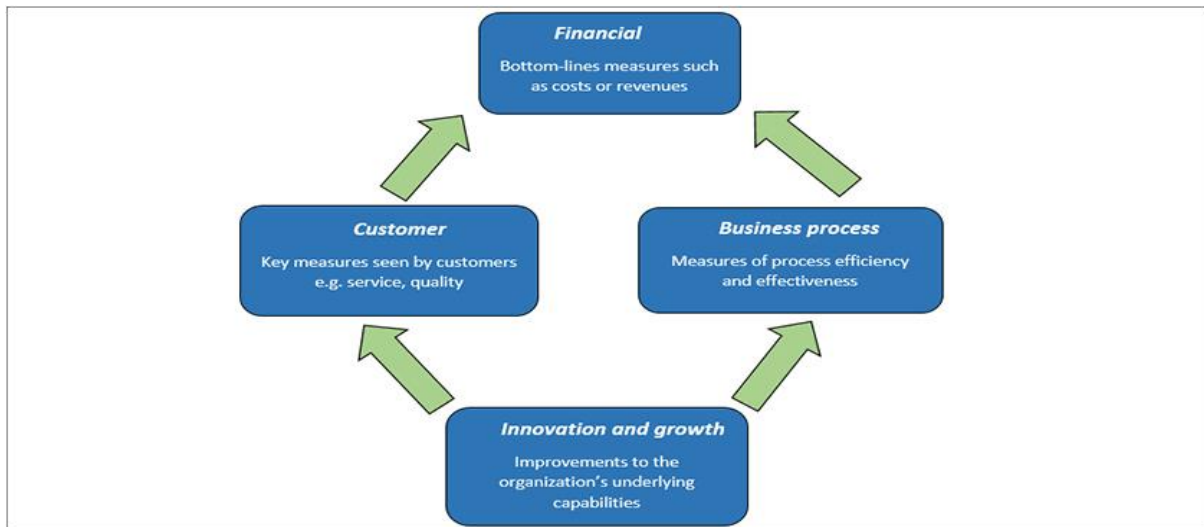 Financial
Bottom-lines measures such
as costs or revenues
Customer
Key measures seen by customers
e.g. service, quality
Business process
Measures of process efficiency
and effectiveness
Innovation and growth
Improvements to the
organization's underlying
capabilities